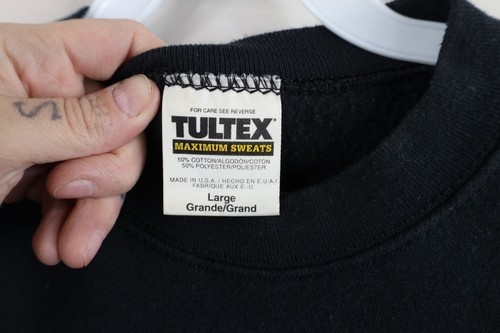 FOR CARE SEE REVERSE
TULTEX®
MAXIMUM SWEATS
50% COTTON/ALGODÓN/COTON
50% POLYESTER/POLIESTER
MADE IN U.S.A. / HECHO EN E.U.A./
FABRIQUE AUX E.-U.
Large
Grande/Grand